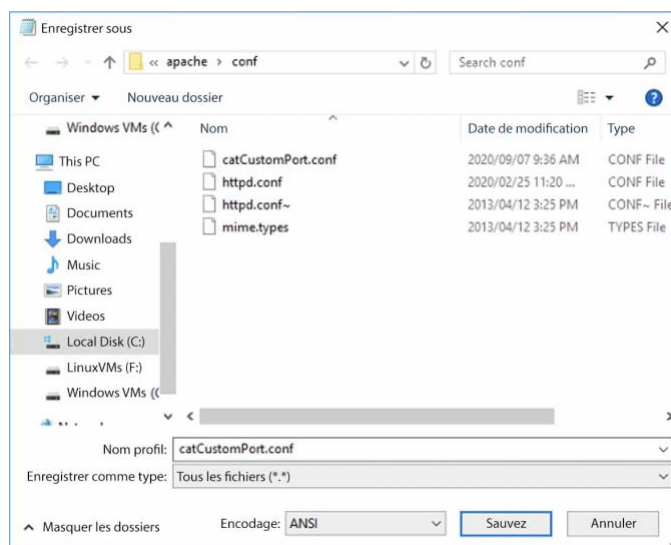 Enregistrer sous
« apache › conf
Search conf
Organiser
Nouveau dossier
Windows VMs ((
Nom
Date de modification
Type
This PC
catCustomPort.conf
2020/09/07 9:36 AM
CONF File
Desktop
httpd.conf
2020/02/25 11:20 ...
CONF File
Documents
httpd.conf~
2013/04/12 3:25 PM
CONF~ File
Downloads
mime.types
2013/04/12 3:25 PM
TYPES File
Music
Pictures
Videos
Local Disk (C:)
LinuxVMs (F:)
Windows VMs ((
Nom profil:
catCustomPort.conf
Enregistrer comme type:
Tous les fichiers (*.*)
Masquer les dossiers
Encodage:
ANSI
Sauvez
Annuler